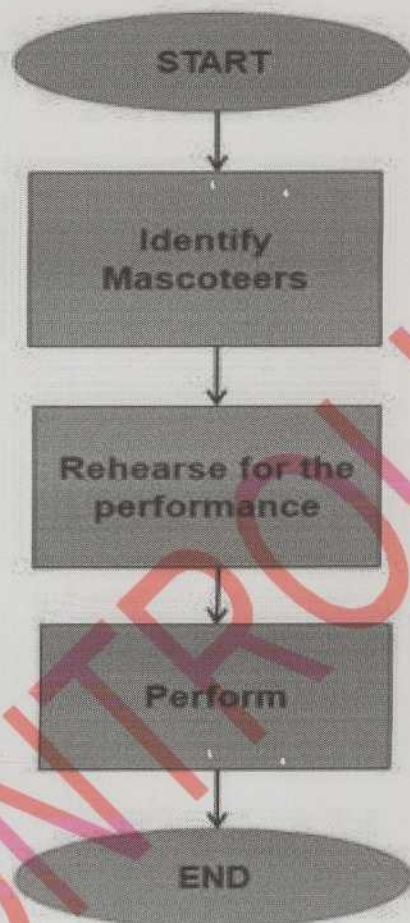 START
Identify
Mascoteers
Rehearse for the
performance
Perform
END